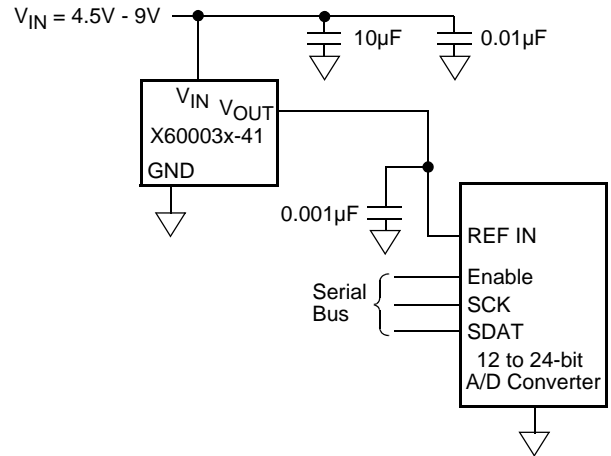 VIN = 4.5V - 9V
10µF
0.01µF
VIN
VOUT
X60003x-41
GND
0.001µF
REF IN
Enable
Serial
Bus
SCK
SDAT
12 to 24-bit
A/D Converter